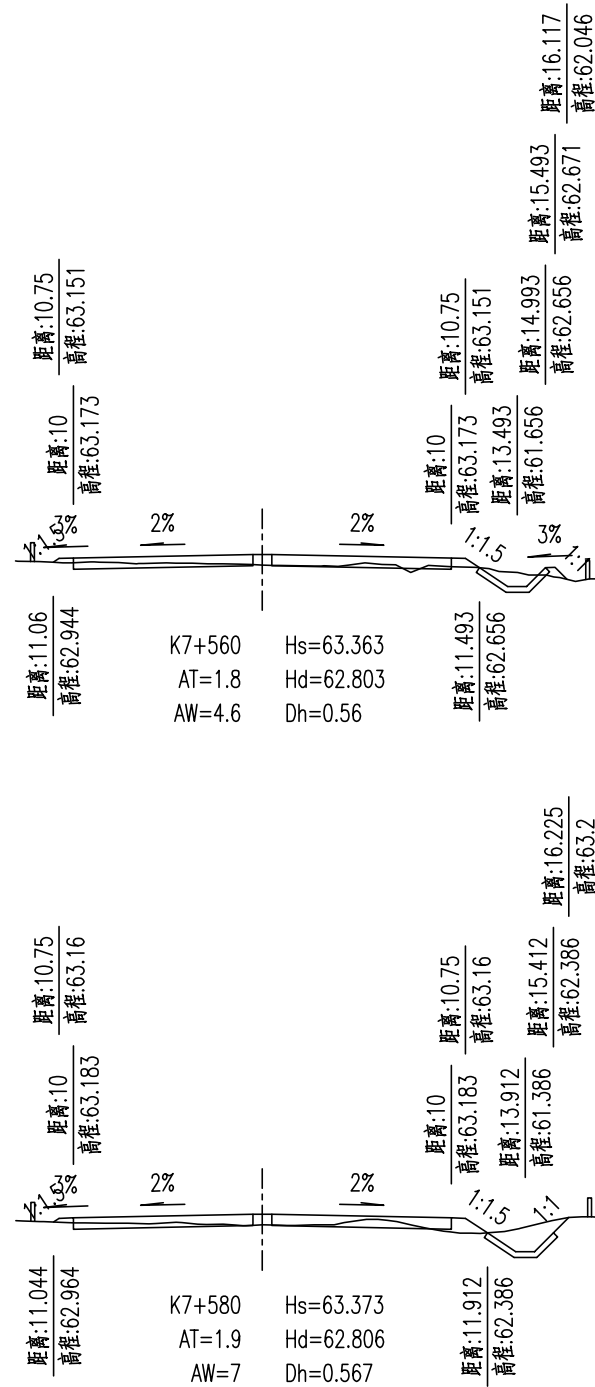 距离:16.117
高程:62.046
距离:15.493
高程:62.671
距离:10.75
高程:63.151
距离:10.75
高程:63.151
距离:14.993
高程:62.656
距离:10
高程:63.173
距离:10
高程:63.173
距离:13.493
高程:61.656
1:1.5
3%
2%
2%
1:1.5
3%
1:1
距离:11.06
高程:62.944
K7+560 Hs=63.363
AT=1.8 Hd=62.803
AW=4.6 Dh=0.56
距离:11.493
高程:62.656
距离:16.225
高程:63.2
距离:10.75
高程:63.16
距离:10.75
高程:63.16
距离:15.412
高程:62.386
距离:10
高程:63.183
距离:10
高程:63.183
距离:13.912
高程:61.386
1:1.5
3%
2%
2%
1:1.5
1:1
距离:11.044
高程:62.964
K7+580 Hs=63.373
AT=1.9 Hd=62.806
AW=7 Dh=0.567
距离:11.912
高程:62.386